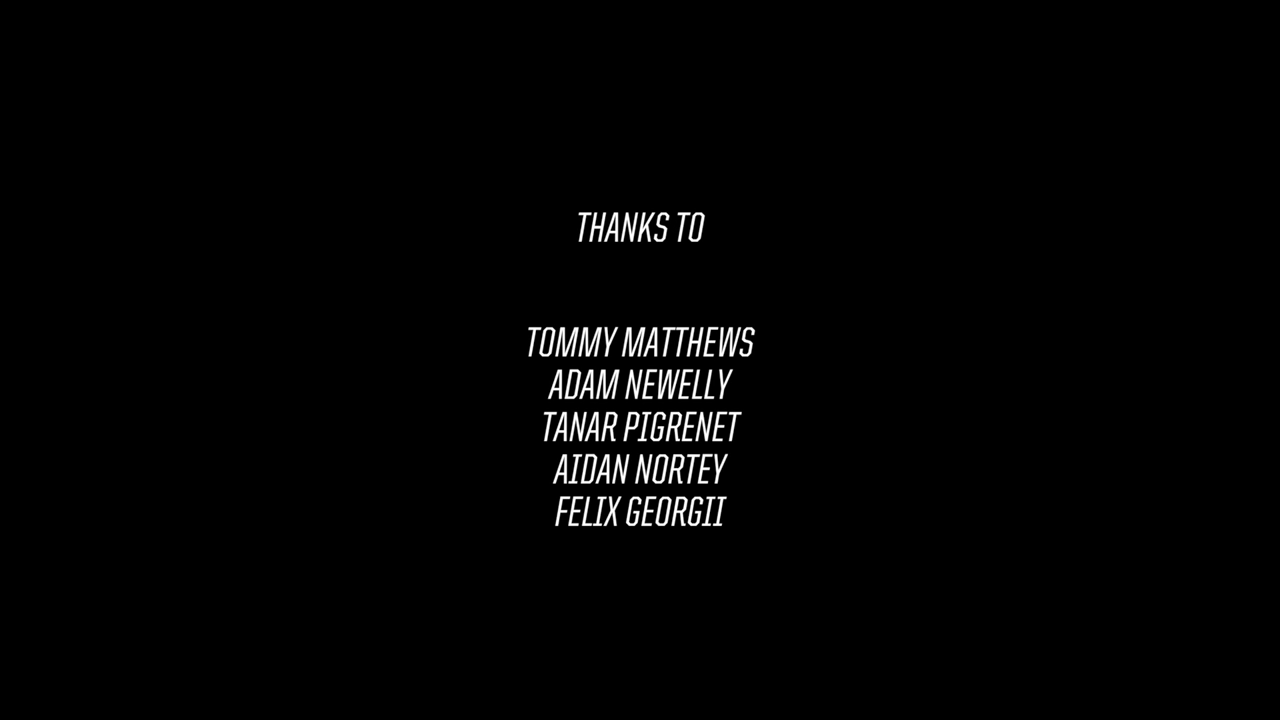 THANKS TO
TOMMY MATTHEWS
ADAM NEWELLY
TANAR PIGRENET
AIDAN NORTEY
FELIX GEORGII